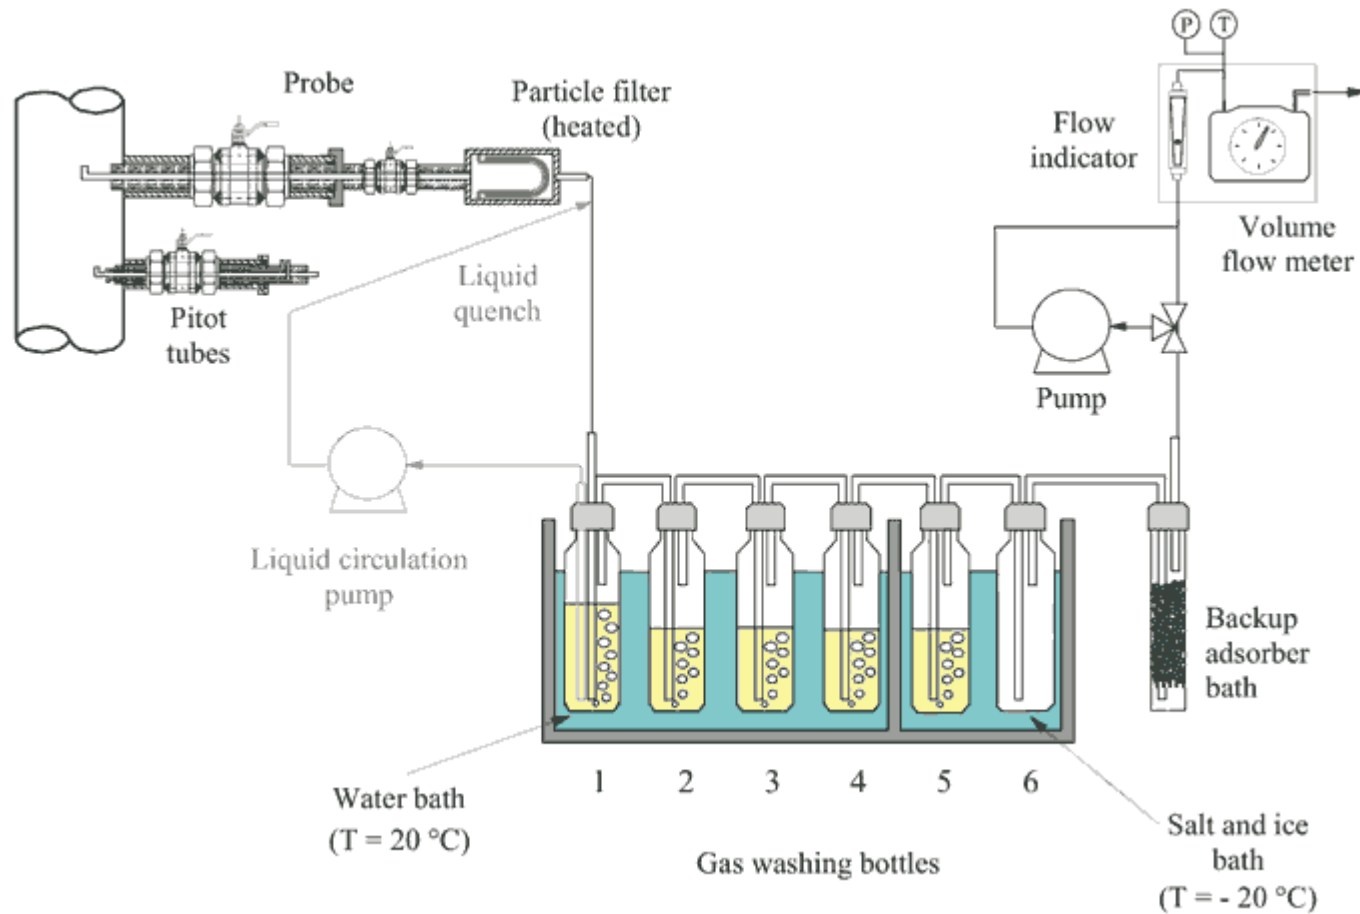 P T
Probe
Particle filter
(heated)
Flow
indicator
Volume
flow meter
Liquid
quench
Pitot
tubes
Pump
Liquid circulation
pump
Backup
adsorber
bath
1 2 3 4 5 6
Water bath
(T = 20 °C)
Gas washing bottles
Salt and ice
bath
(T = - 20 °C)